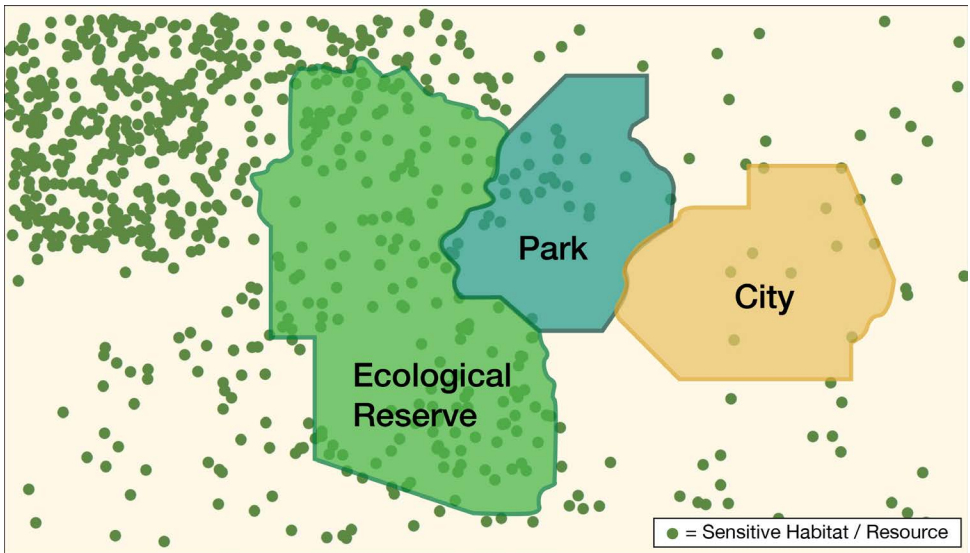 Park
City
Ecological
Reserve
= Sensitive Habitat / Resource